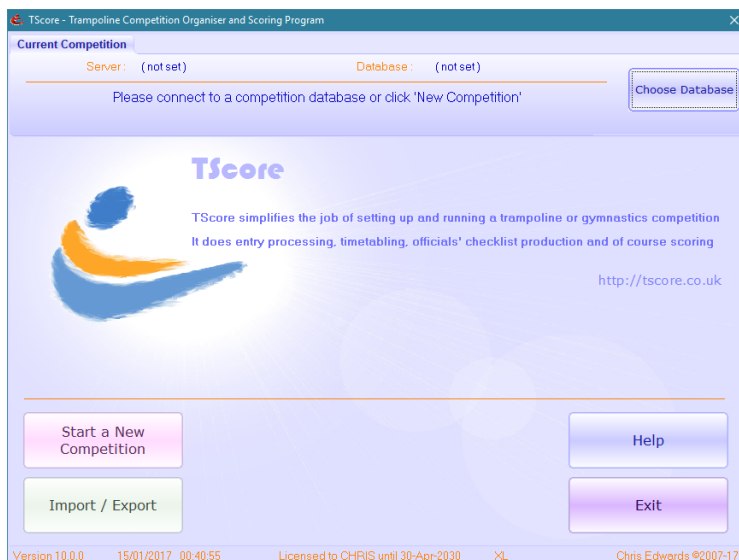 TScore - Trampoline Competition Organiser and Scoring Program
Current Competition
Server: (not set) Database: (not set)
Choose Database
Please connect to a competition database or click 'New Competition'
TScore
TScore simplifies the job of setting up and running a trampoline or gymnastics competition
It does entry processing, timetabling, officials' checklist production and of course scoring
http://tscore.co.uk
Start a New
Competition
Help
Import / Export
Exit
Version 10.0.0 15/01/2017 00:40:55 Licensed to CHRIS until 30-Apr-2030 XL Chris Edwards ©2007-17